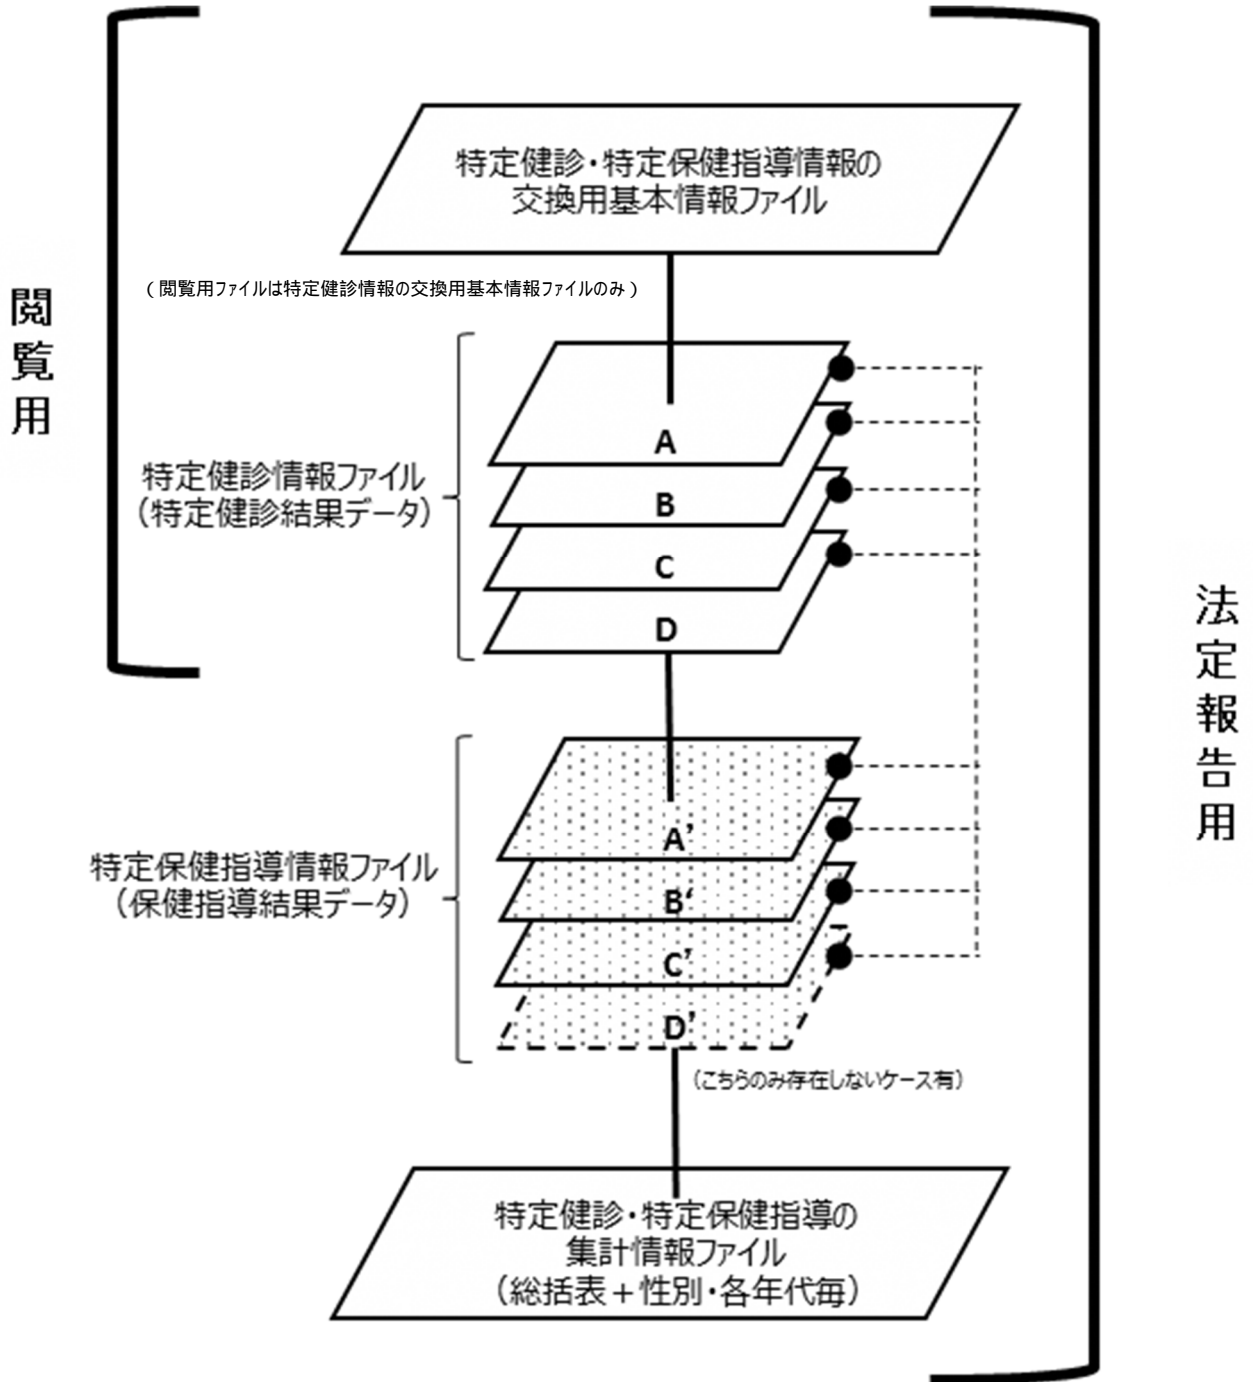 特定健診・特定保健指導情報の
交換用基本情報ファイル
（閲覧用ファイルは特定健診情報の交換用基本情報ファイルのみ）
閲覧用
A
B
C
D
特定健診情報ファイル
（特定健診結果データ）
法定報告用
A’
B‘
C’
D’
特定保健指導情報ファイル
（保健指導結果データ）
（こちらのみ存在しないケース有）
特定健診・特定保健指導の
集計情報ファイル
（総括表＋性別・各年代毎）